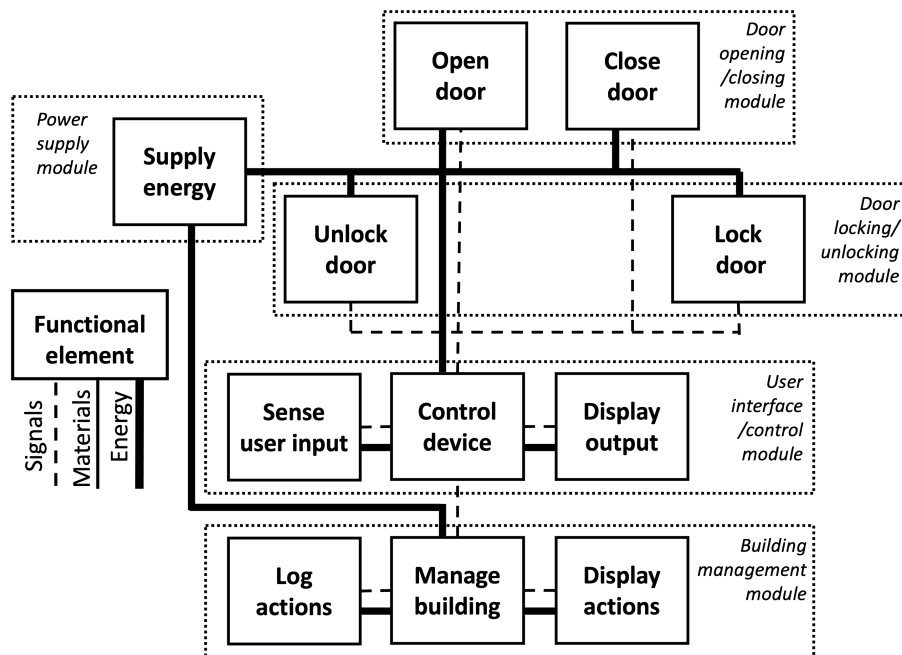 Open
door
Close
door
Door
opening
/closing
module
Power
supply
module
Supply
energy
Unlock
door
Lock
door
Door
locking/
unlocking
module
Functional
element
Signals
Materials
Energy
Sense
user input
Control
device
Display
output
User
interface
/control
module
Log
actions
Manage
building
Display
actions
Building
management
module